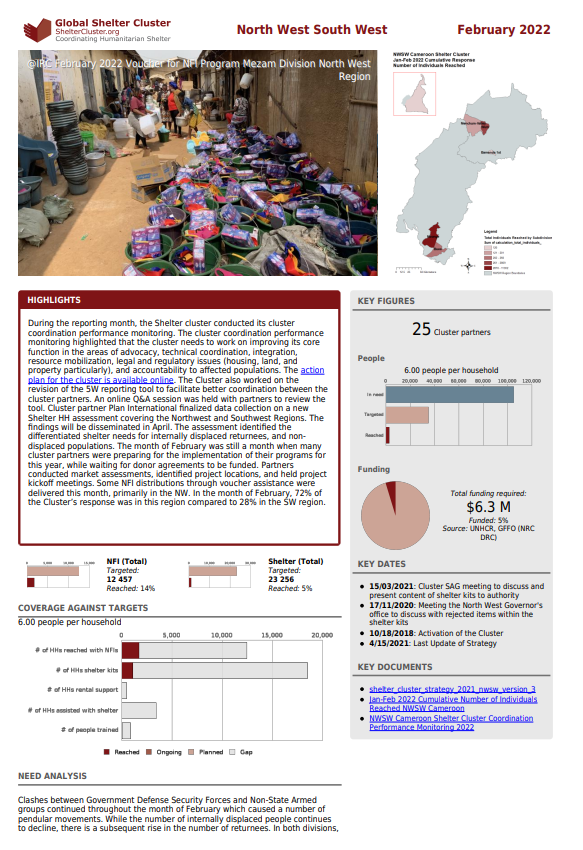 Global Shelter Cluster
ShelterCluster.org
Coordinating Humanitarian Shelter
North West South West
February 2022
@IRC February 2022 Voucher for NFI Program Mezam Division North West
Region
NWSW Cameroon Shelter Cluster
Jan-Feb 2022 Cumulative Response
Number of Individuals Reached
Legend
HIGHLIGHTS
During the reporting month, the Shelter cluster conducted its cluster
coordination performance monitoring. The cluster coordination performance
monitoring highlighted that the cluster needs to work on improving its core
function in the areas of advocacy, technical coordination, integration,
resource mobilization, legal and regulatory issues (housing, land, and
property particularly), and accountability to affected populations. The action
plan for the cluster is available online. The Cluster also worked on the
revision of the 5W reporting tool to facilitate coordination between the
cluster partners. An online Q&A session was held with partners to review the
tool. Cluster partner Plan International finalized data collection on a new
Shelter HH assessment covering the Northwest and Southwest Regions. The
findings will be disseminated in April. The assessment identified the
differentiated shelter needs for internally displaced returnees, and non-
displaced populations. The month of February was still a month when many
cluster partners were preparing for the implementation of their programs for
this year, while waiting for donor agreements to be funded. Partners
conducted market assessments, identified project locations, and held project
kickoff meetings. Some NFI distributions through voucher assistance were
delivered this month, primarily in the NW. In the month of February, 72% of
the Cluster's response was in this region compared to 28% in the SW region.
NFI (Total)
Targeted:
12 457
Reached: 14%
Shelter (Total)
Targeted:
23 256
Reached: 5%
COVERAGE AGAINST TARGETS
6.00 people per household
0 5,000 10,000 15,000 20,000
# of HHs reached with NFIs
# of HHs shelter kits
# of HHs rental support
# of HHs assisted with shelter
# of people trained
Reached Ongoing Planned Gap
NEED ANALYSIS
Clashes between Government Defense Security Forces and Non-State Armed
groups continued throughout the month of February which caused a number of
pendular movements. While the number of internally displaced people continues
to decline, there is a subsequent rise in the number of returnees. In both divisions,
KEY FIGURES
25 Cluster partners
People
6.00 people per household
0 20,000 40,000 60,000 80,000 100,000 120,000
In need
Targeted
Reached
Funding
Total funding required:
$6.3 M
Funded: 5%
Source: UNHCR, GFFO (NRC
DRC)
KEY DATES
15/03/2021: Cluster SAG meeting to discuss and
present content of shelter kits to authority
17/11/2020: Meeting the North West Governor's
office to discuss with rejected items within the
shelter kits
10/18/2018: Activation of the Cluster
4/15/2021: Last Update of Strategy
KEY DOCUMENTS
shelter_cluster_strategy_2021_nwsw_version_3
Jan-Feb 2022 Cumulative Number of Individuals
Reached NWSW Cameroon
NWSW Cameroon Shelter Cluster Coordination
Performance Monitoring 2022